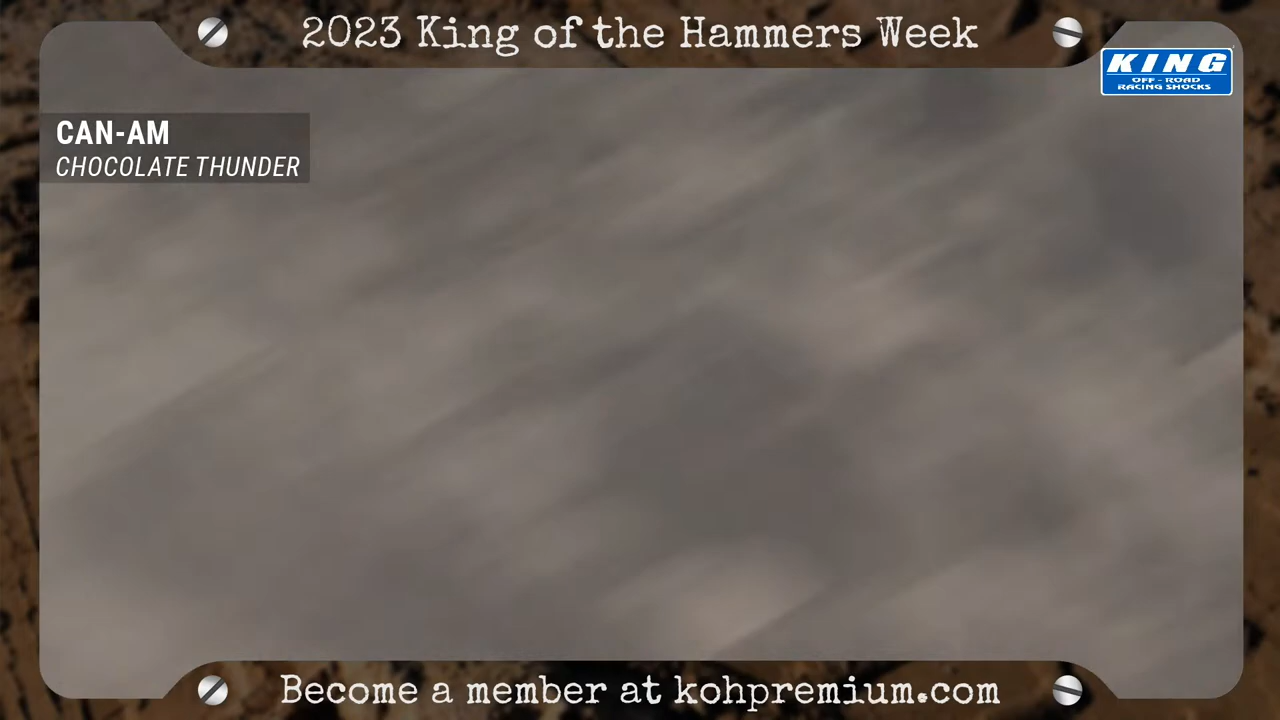 2023 King of the Hammers Week
KING
OFF-ROAD
RACING SHOCKS
CAN-AM
CHOCOLATE THUNDER
Become a member at kohpremium.com